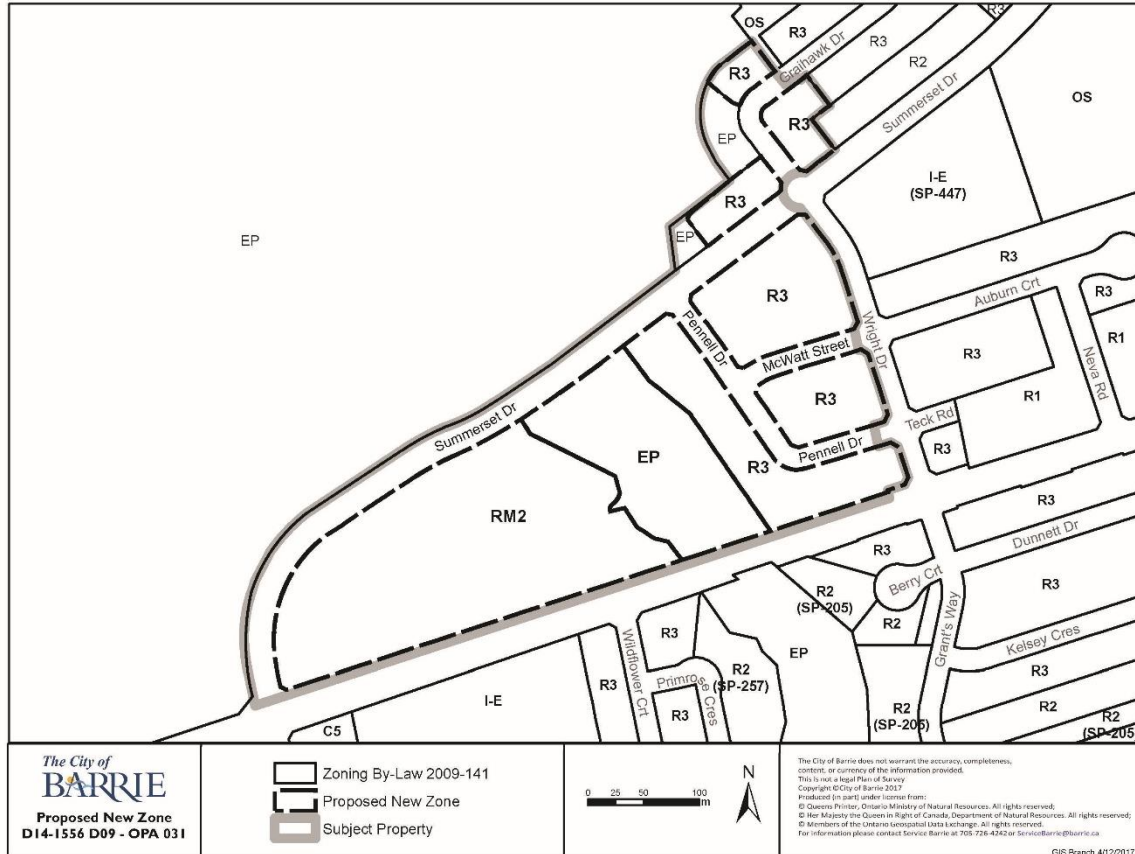 OS
R3
R3
R3
Graihawk Dr
R3
R2
Summerset Dr
OS
R3
EP
I-E
(SP-447)
R3
EP
EP
R3
Auburn Crt
R3
R3
Pennell Dr
McWatt Street
Wright Dr
R3
R1
Neva Rd
R3
R1
Teck Rd
Summerset Dr
Pennell Dr
R3
EP
R3
RM2
R3
Dunnett Dr
R3
Berry Crt
R2
(SP-205)
R2
R3
Grant's Way
Kelsey Cres
R3
R2
R2
(SP-205)
EP
R2
(SP-205)
Wildflower Crt
R3
R2
(SP-257)
Primrose Cres
R3
R3
I-E
C5
The City of
BARRIE
Proposed New Zone
D14-1556 D09 - OPA 031
Zoning By-Law 2009-141
Proposed New Zone
Subject Property
0 25 50 100
m
N
The City of Barrie does not warrant the accuracy, completeness,
content, or currency of the information provided.
This is not a legal Plan of Survey
Copyright © City of Barrie 2017
Produced (in part) under license from:
© Queens Printer, Ontario Ministry of Natural Resources. All rights reserved;
© Her Majesty the Queen in Right of Canada, Department of Natural Resources. All rights reserved;
© Members of the Ontario Geospatial Data Exchange. All rights reserved.
For information please contact Service Barrie at 705-726-4242 or ServiceBarrie@barrie.ca
GIS Branch 4/12/2017